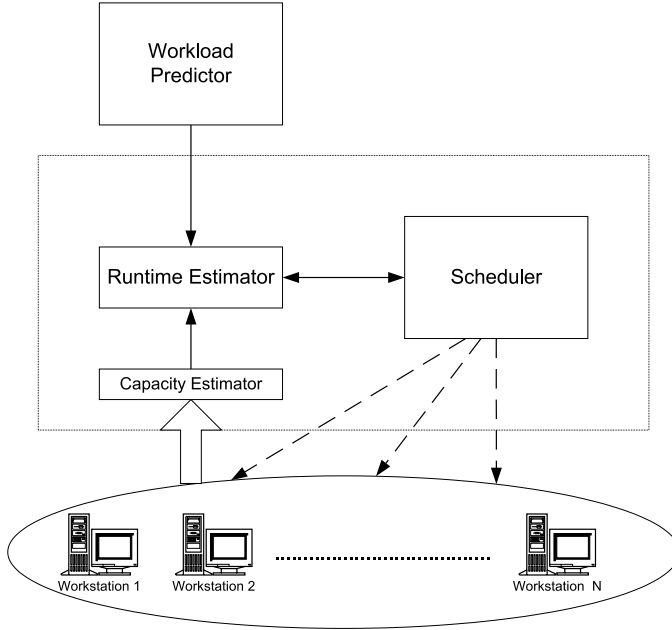 Workload
Predictor
Runtime Estimator
Scheduler
Capacity Estimator
Workstation 1
Workstation 2
Workstation N